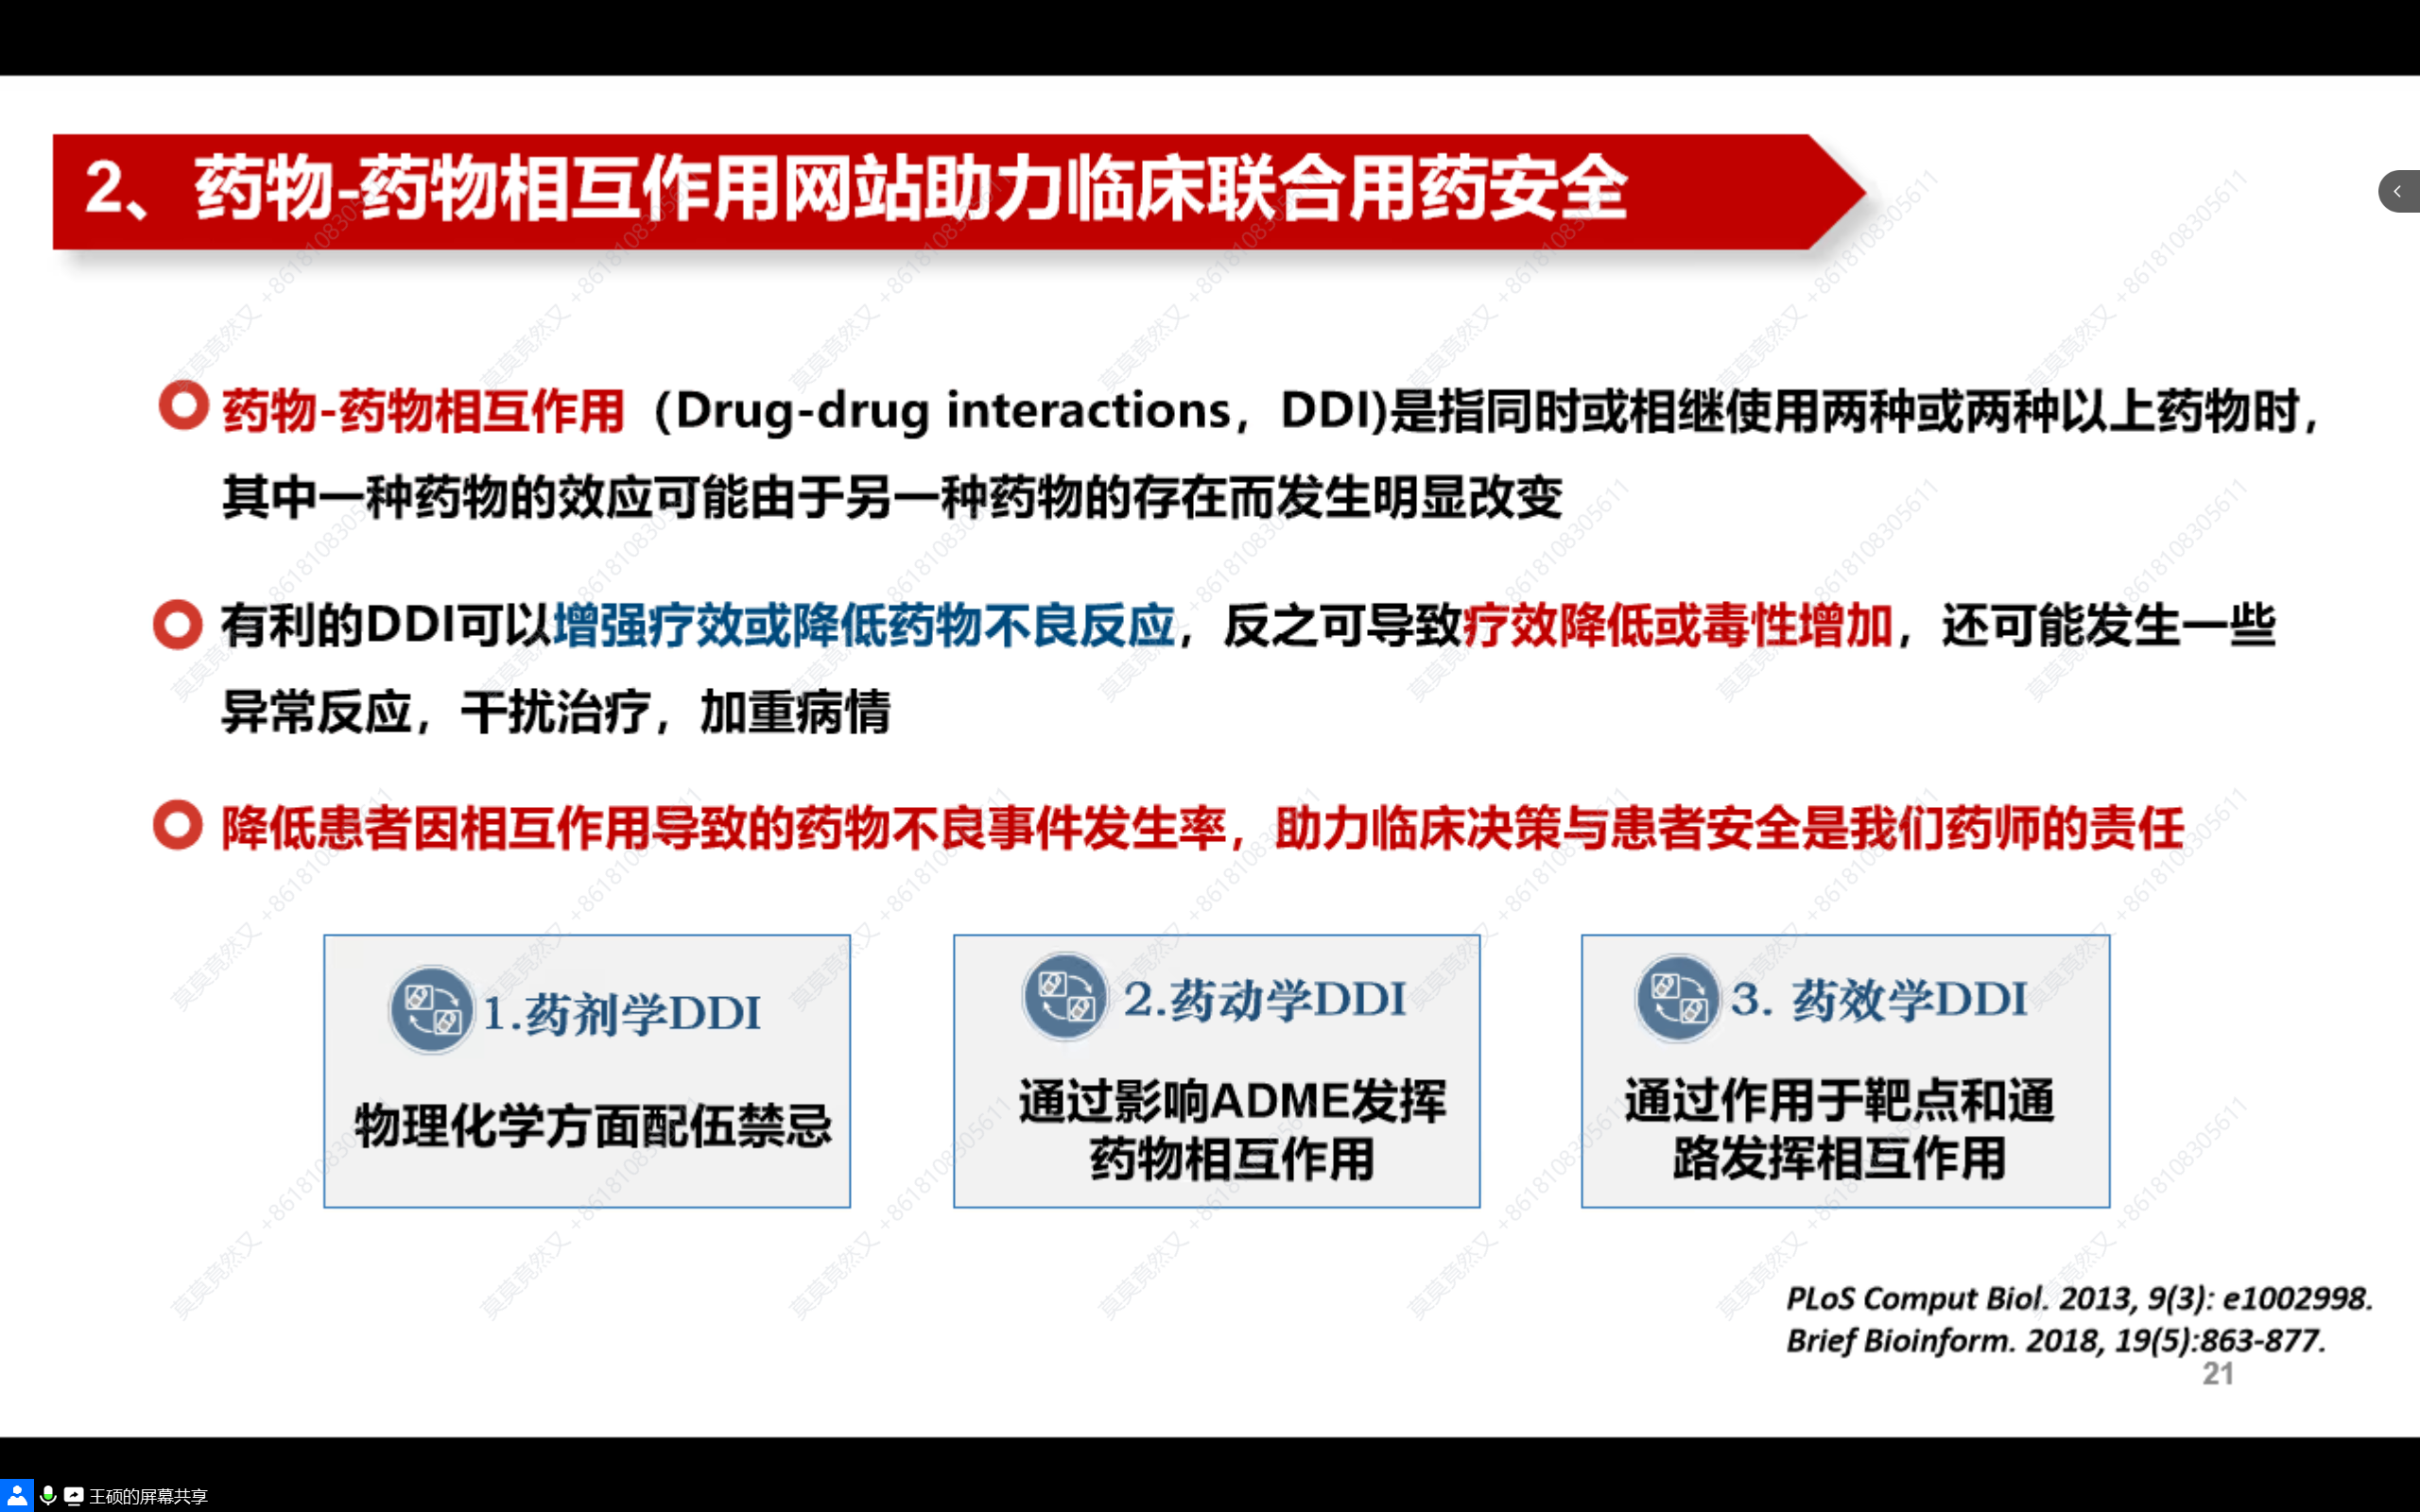 2、药物-药物相互作用网站助力临床联合用药安全
药物-药物相互作用（Drug-drug interactions，DDI)是指同时或相继使用两种或两种以上药物时，
其中一种药物的效应可能由于另一种药物的存在而发生明显改变
有利的DDI可以增强疗效或降低药物不良反应，反之可导致疗效降低或毒性增加，还可能发生一些
异常反应，干扰治疗，加重病情
降低患者因相互作用导致的药物不良事件发生率，助力临床决策与患者安全是我们药师的责任
1.药剂学DDI
物理化学方面配伍禁忌
2.药动学DDI
通过影响ADME发挥
药物相互作用
3. 药效学DDI
通过作用于靶点和通
路发挥相互作用
PLoS Comput Biol. 2013, 9(3): e1002998.
Brief Bioinform. 2018, 19(5):863-877.
21
王硕的屏幕共享
莫莫竟然又 +8618108305611